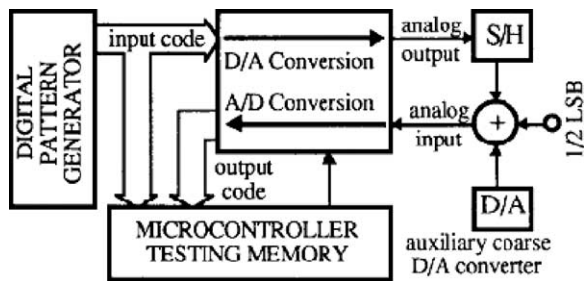 DIGITAL
PATTERN
GENERATOR
input code
D/A Conversion
A/D Conversion
output
code
analog
output
S/H
analog
input
+
1/2 LSB
D/A
auxiliary coarse
D/A converter
MICROCONTROLLER
TESTING MEMORY